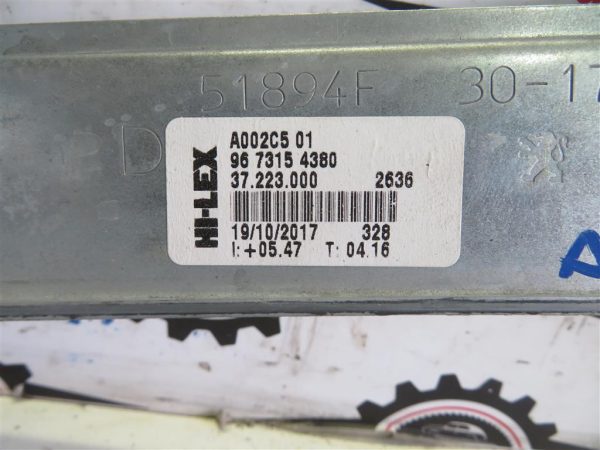 51894F 30-17
D
HI-LEX
A002C5 01
96 7315 4380
37.223.000 2636
19/10/2017 328
I:+05.47 T: 04.16
A